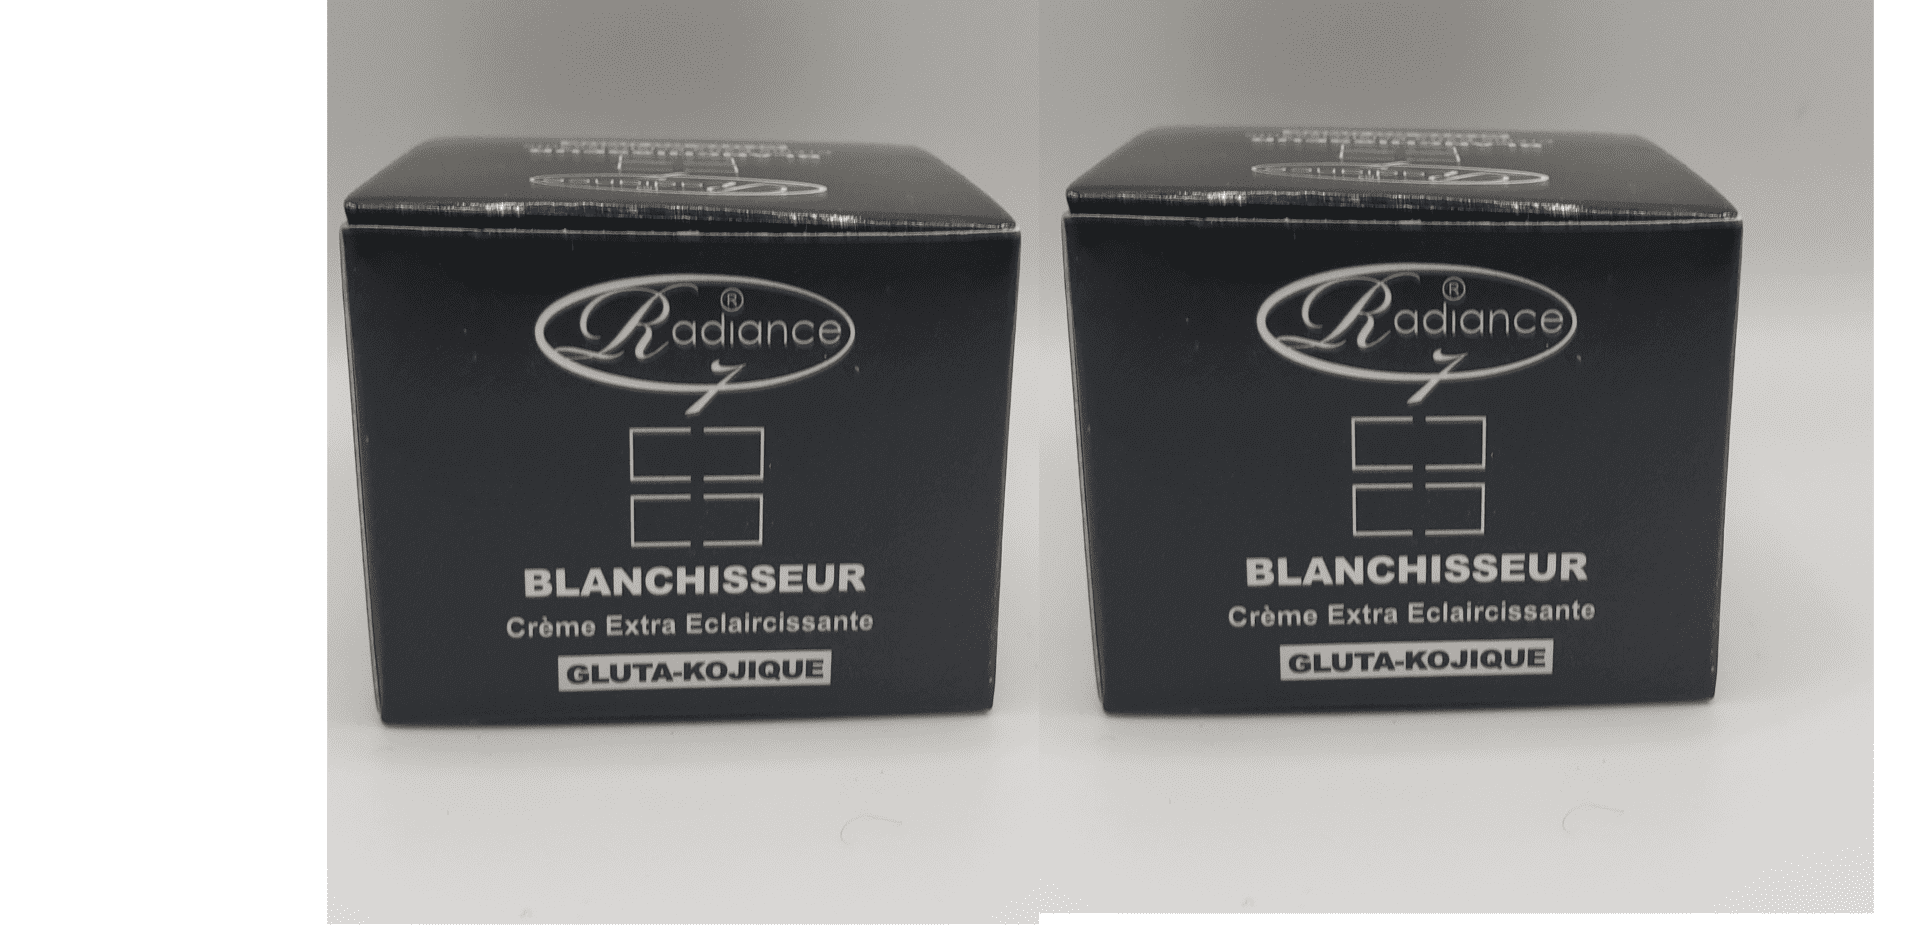 Radiance ®
7
BLANCHISSEUR
Crème Extra Eclaircissante
GLUTA-KOJIQUE
Radiance ®
7
BLANCHISSEUR
Crème Extra Eclaircissante
GLUTA-KOJIQUE